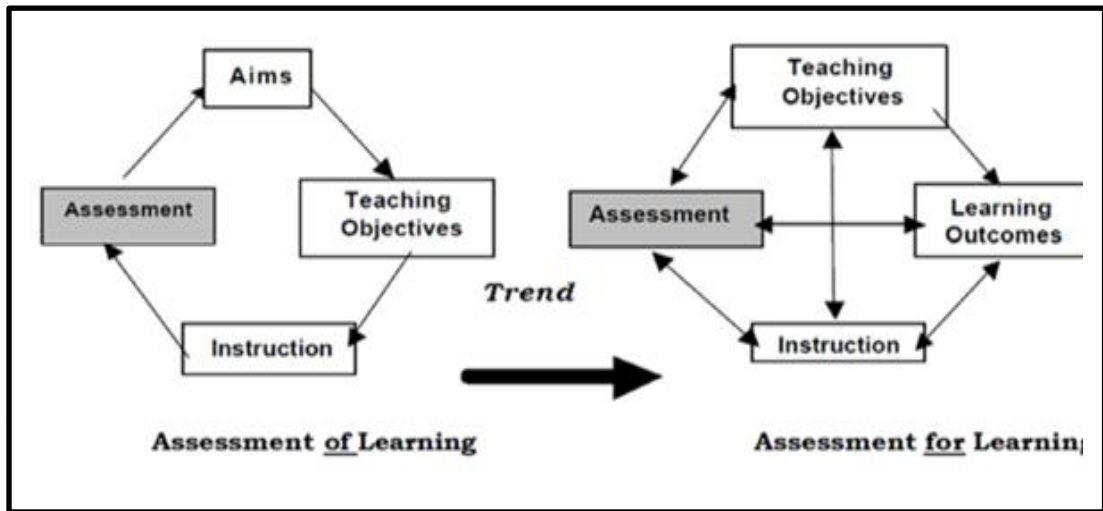 Aims
Assessment
Teaching
Objectives
Instruction
Assessment of Learning
Trend
Teaching
Objectives
Assessment
Learning
Outcomes
Instruction
Assessment for Learnin